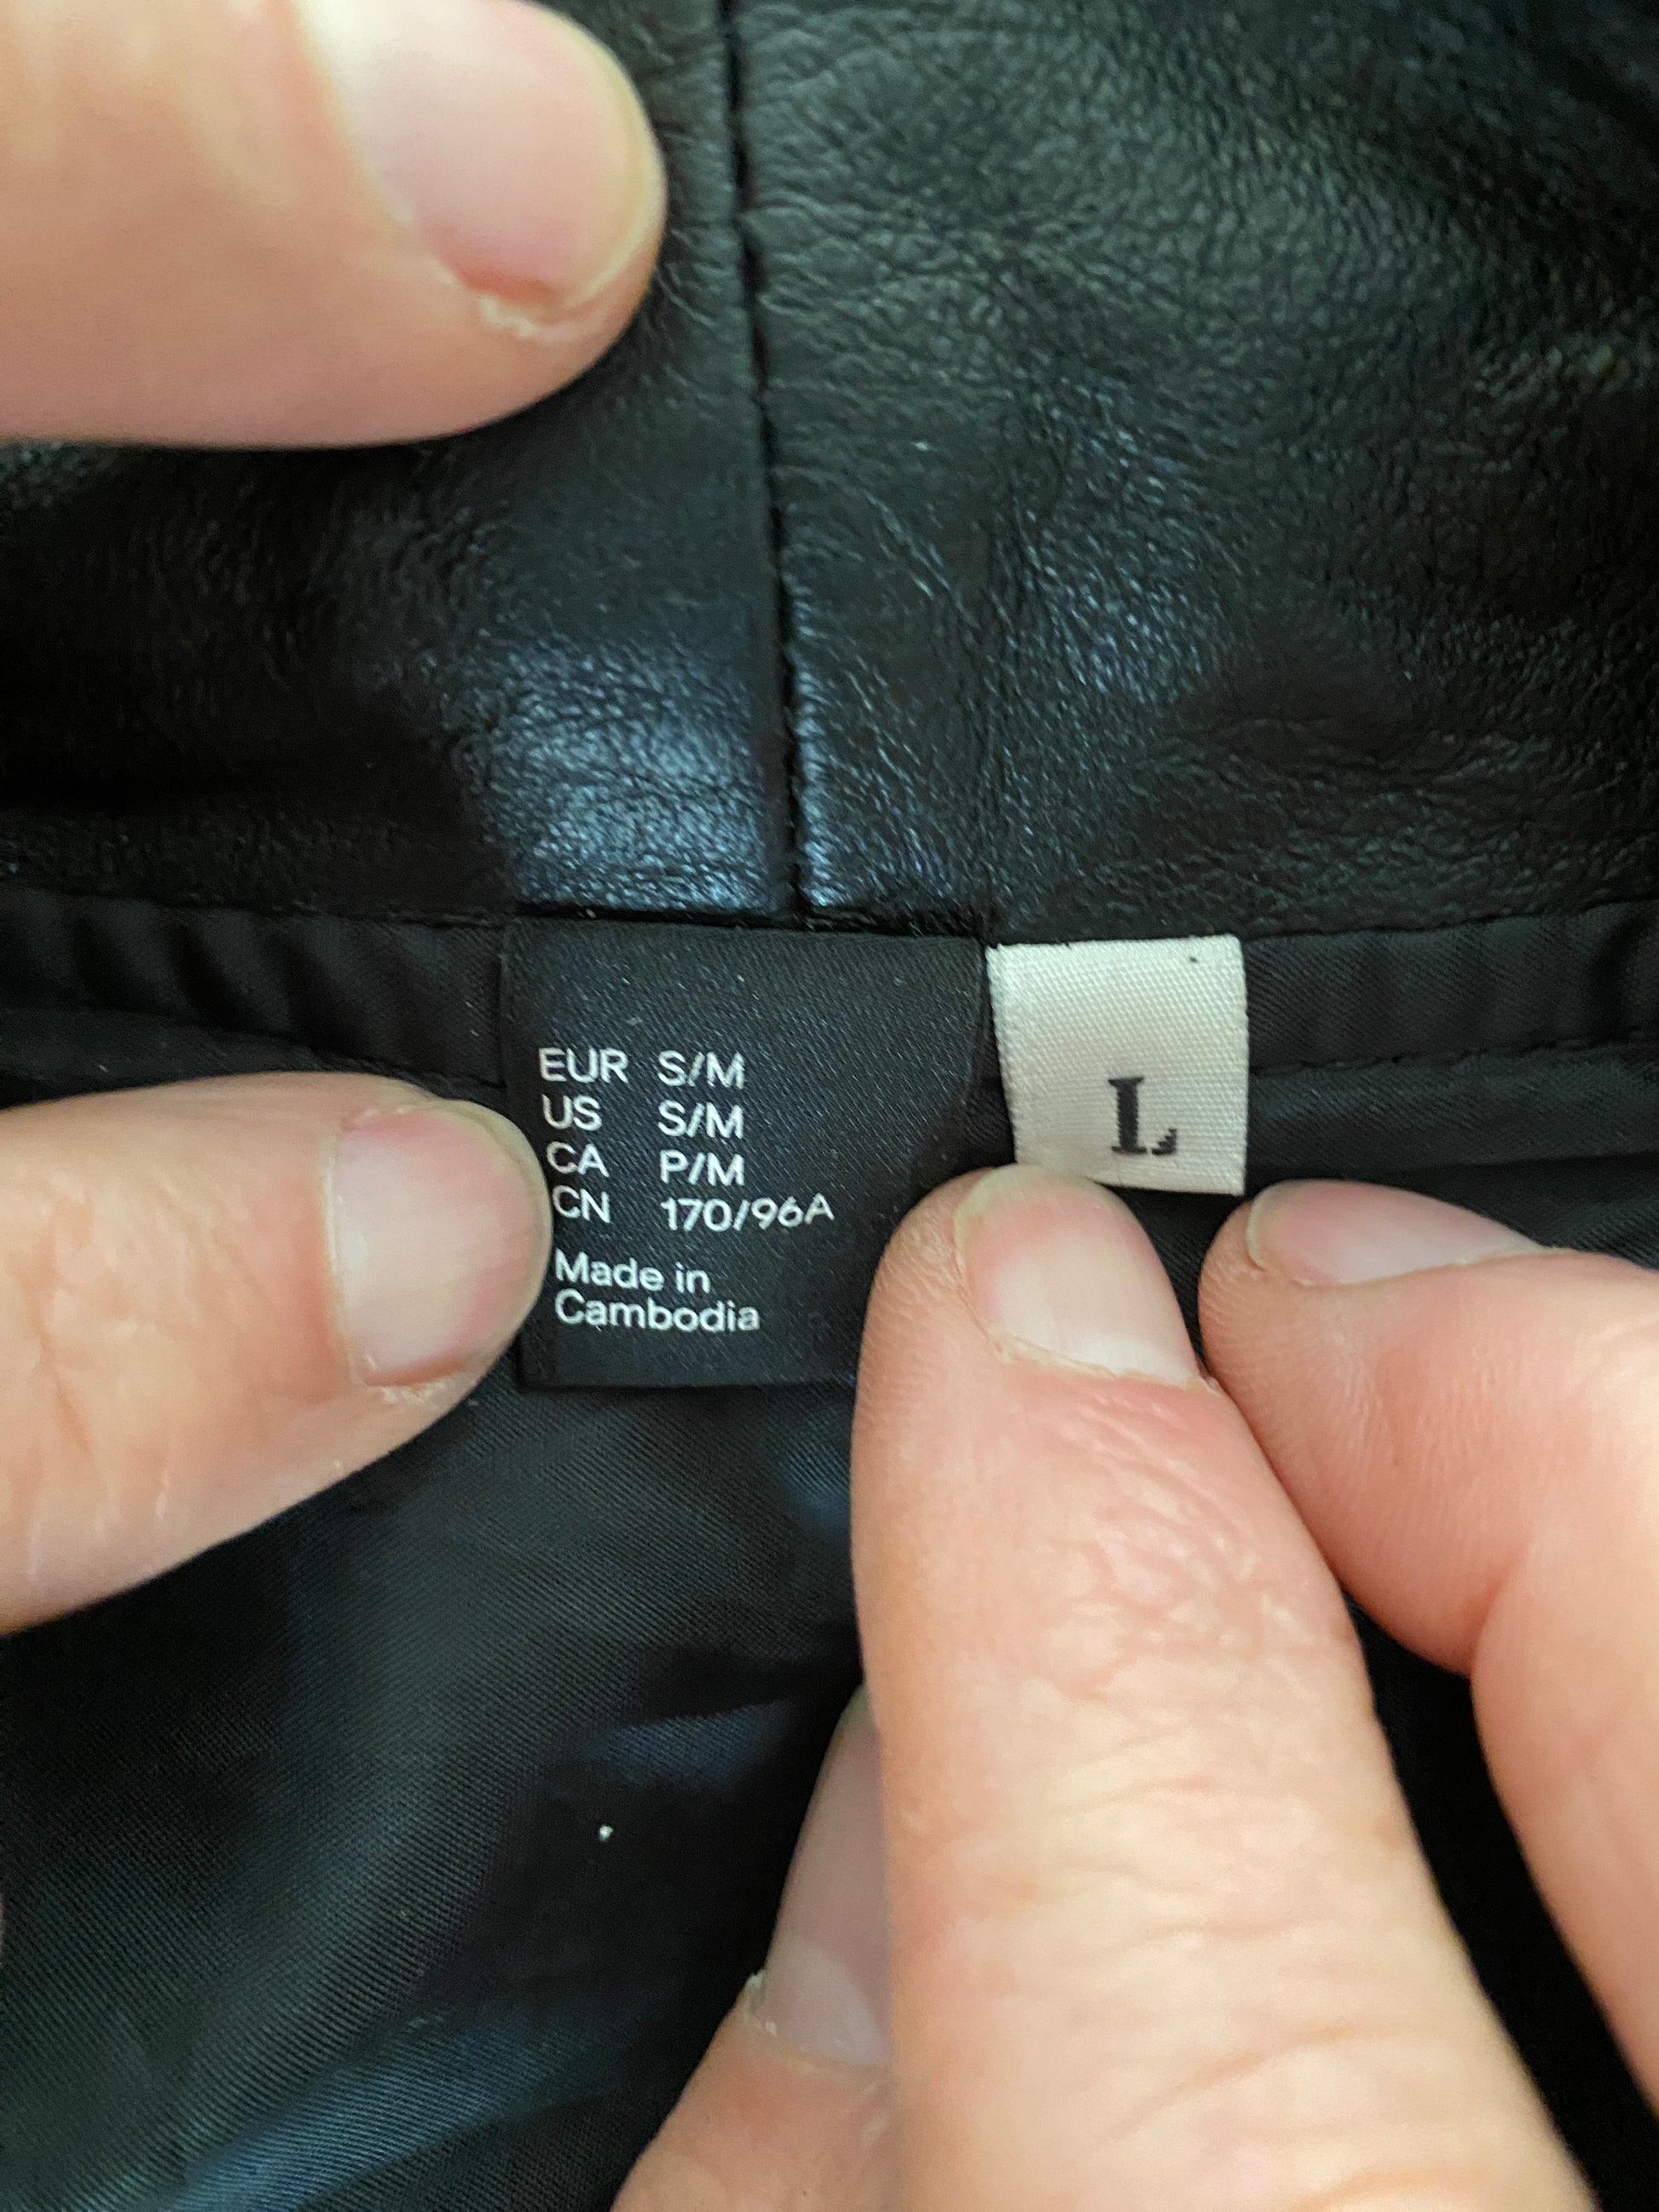 EUR S/M
US S/M
CA P/M
CN 170/96A
Made in
Cambodia
L